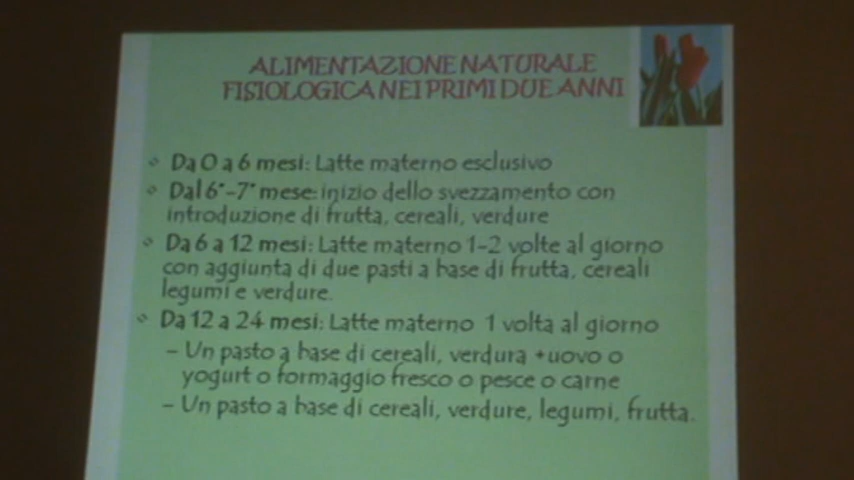 ALIMENTAZIONE NATURALE
FISIOLOGICA NEI PRIMI DUE ANNI
Da 0 a 6 mesi: Latte materno esclusivo
Dal 6°-7° mese: inizio dello svezzamento con
introduzione di frutta, cereali, verdure
Da 6 a 12 mesi: Latte materno 1-2 volte al giorno
con aggiunta di due pasti a base di frutta, cereali
legumi e verdure.
Da 12 a 24 mesi: Latte materno 1 volta al giorno
– Un pasto a base di cereali, verdura +uovo o
yogurt o formaggio fresco o pesce o carne
– Un pasto a base di cereali, verdure, legumi, frutta.